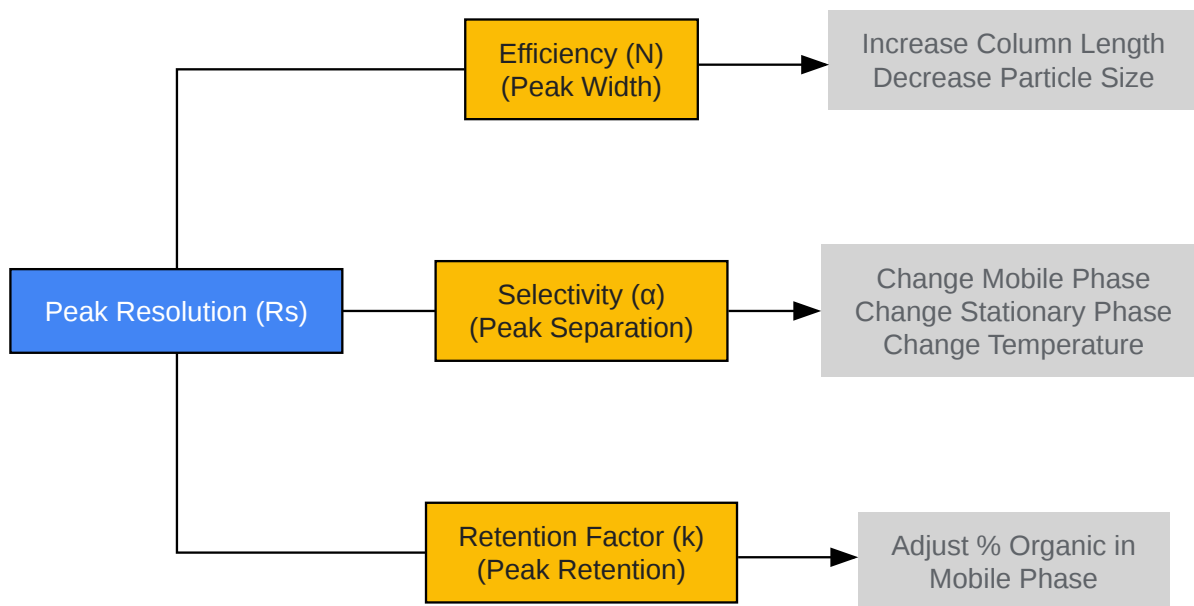 Efficiency (N)
(Peak Width)
Increase Column Length
Decrease Particle Size
Peak Resolution (Rs)
Selectivity (α)
(Peak Separation)
Change Mobile Phase
Change Stationary Phase
Change Temperature
Retention Factor (k)
(Peak Retention)
Adjust % Organic in
Mobile Phase